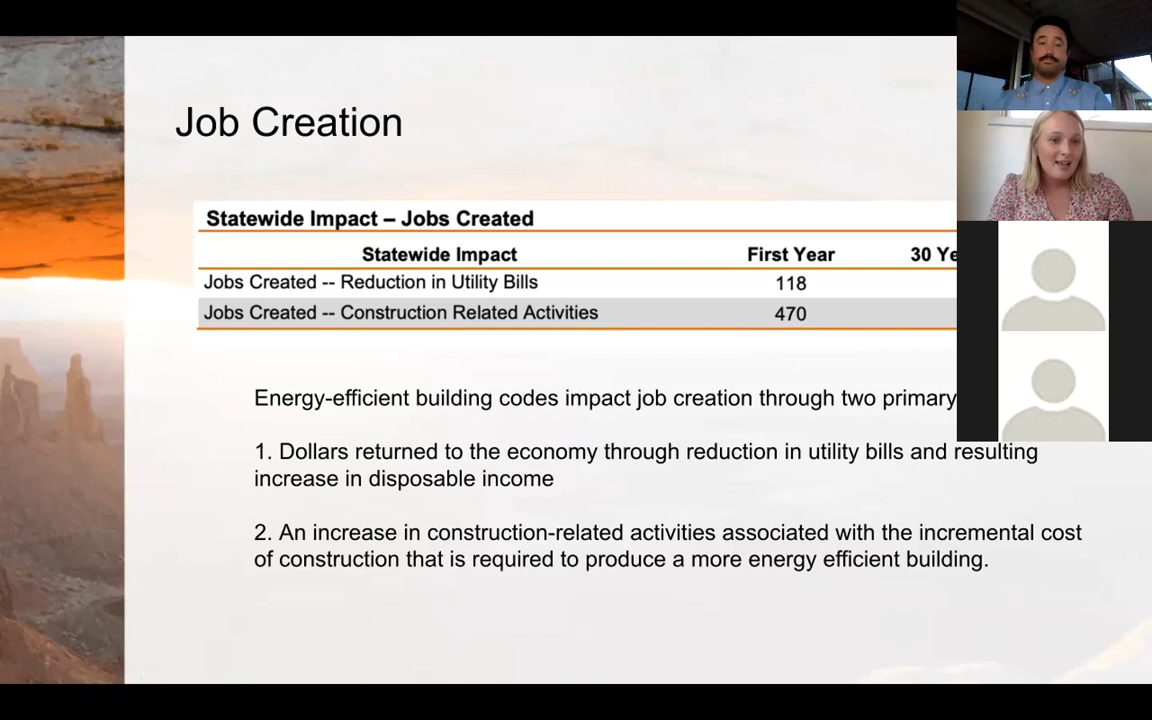 Job Creation
Statewide Impact – Jobs Created
Statewide Impact First Year 30 Ye
Jobs Created -- Reduction in Utility Bills 118
Jobs Created -- Construction Related Activities 470
Energy-efficient building codes impact job creation through two primary
1. Dollars returned to the economy through reduction in utility bills and resulting
increase in disposable income
2. An increase in construction-related activities associated with the incremental cost
of construction that is required to produce a more energy efficient building.